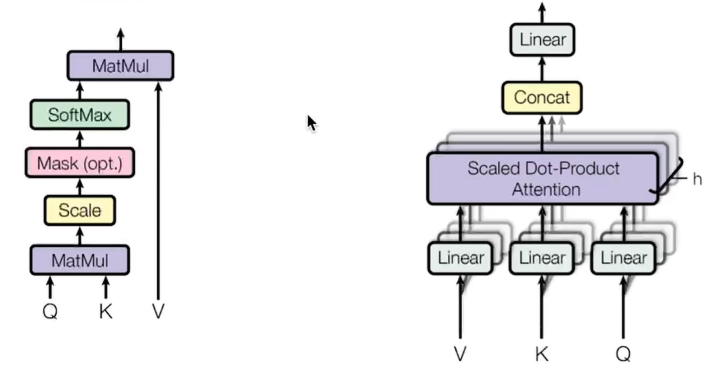 MatMul
SoftMax
Mask (opt.)
Scale
MatMul
Q K V
Linear
Concat
Scaled Dot-Product
Attention
h
Linear Linear Linear
V K Q